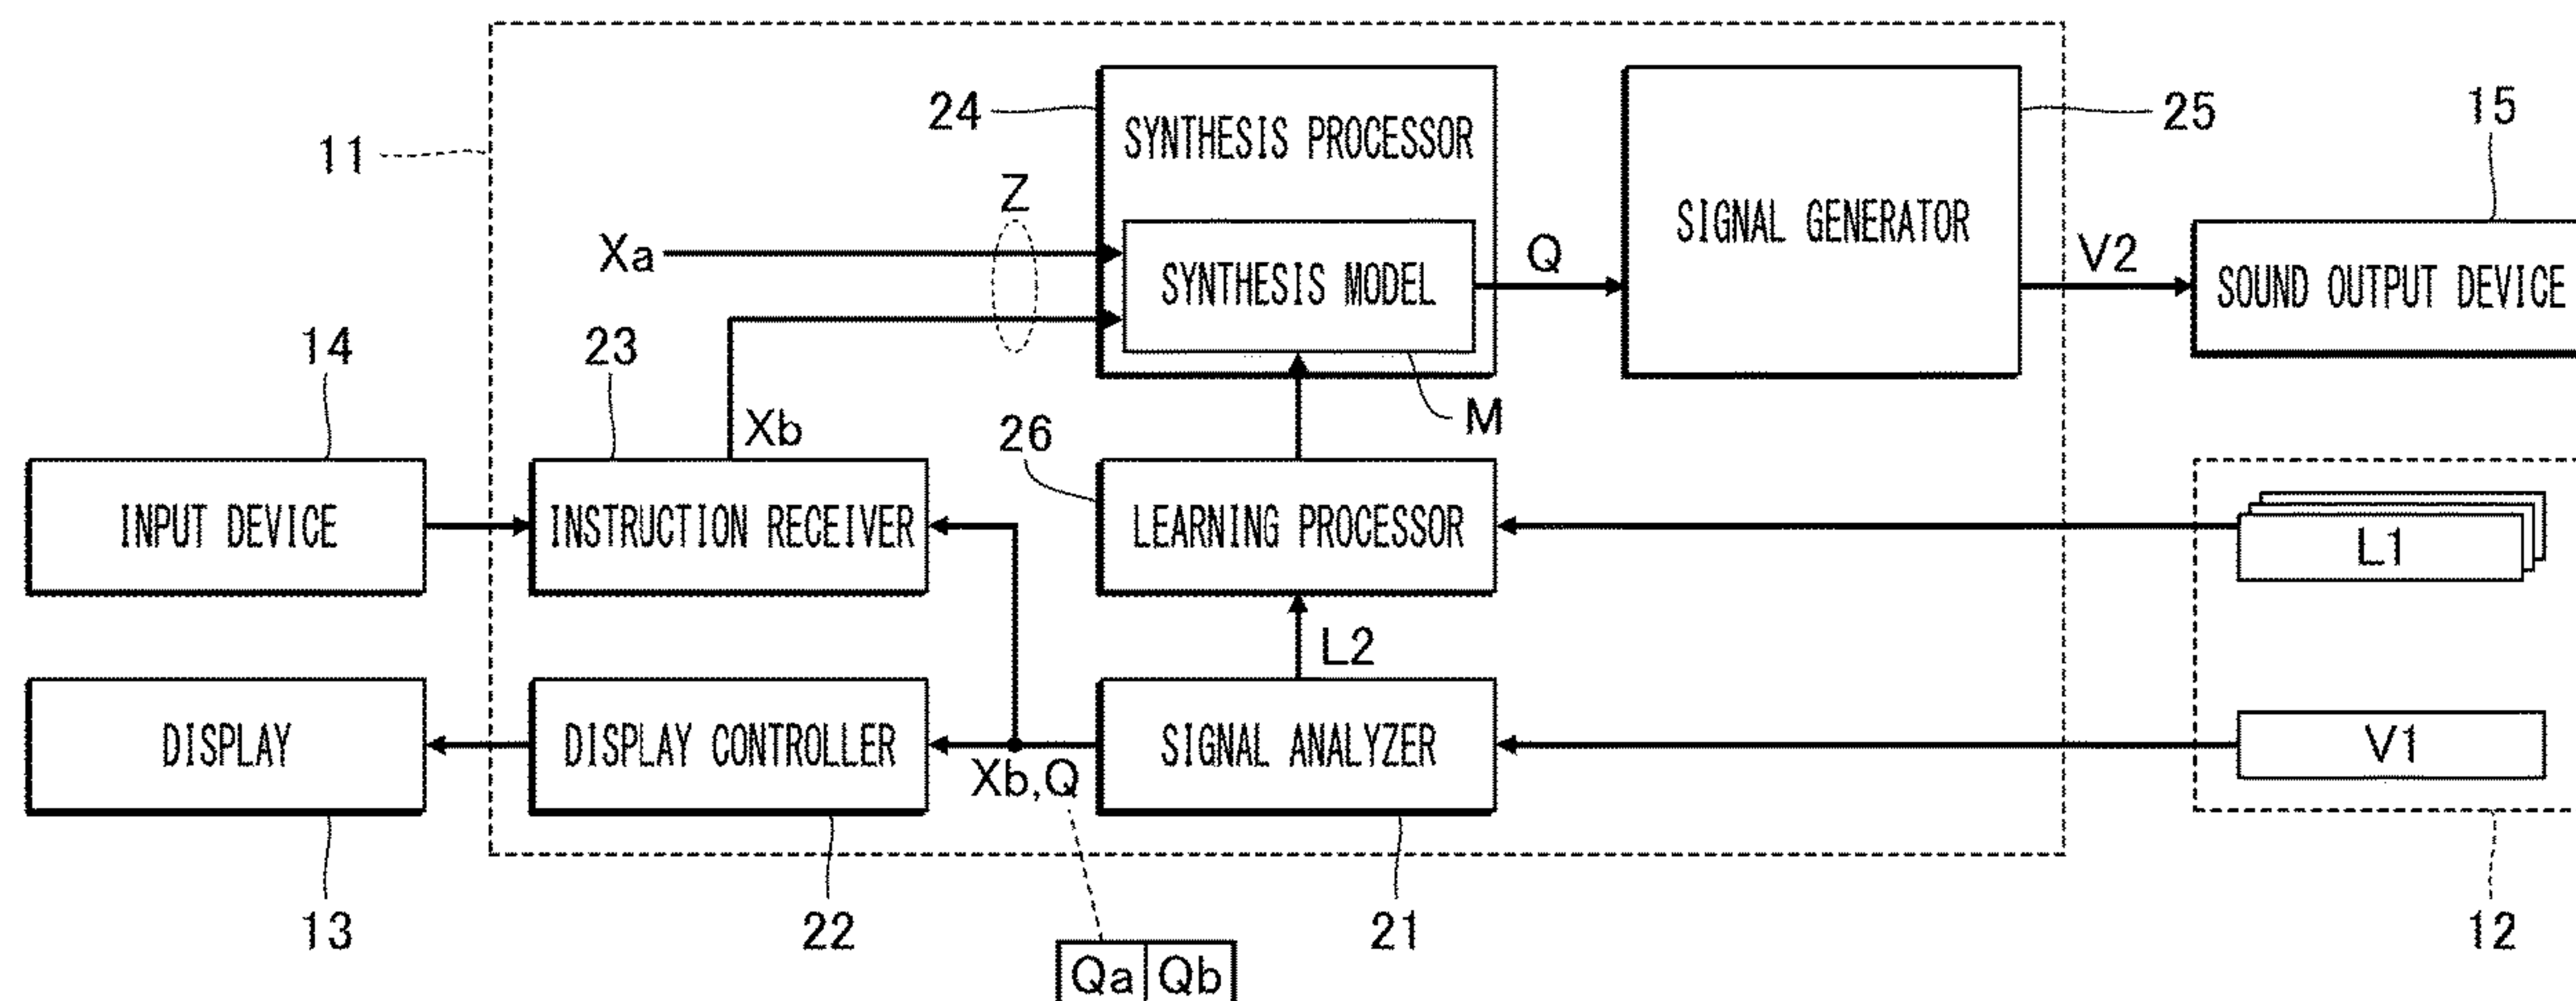 24
SYNTHESIS PROCESSOR
25
15
11
Z
Xa
SYNTHESIS MODEL
Q
SIGNAL GENERATOR
V2
SOUND OUTPUT DEVICE
14
23
Xb
26
M
INPUT DEVICE
INSTRUCTION RECEIVER
LEARNING PROCESSOR
L1
L2
DISPLAY
DISPLAY CONTROLLER
Xb,Q
SIGNAL ANALYZER
V1
13
22
21
12
Qa Qb